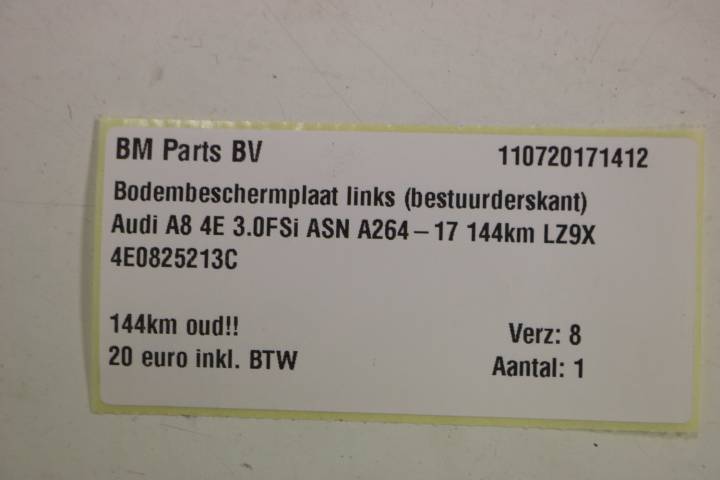 BM Parts BV 110720171412
Bodembeschermplaat links (bestuurderskant)
Audi A8 4E 3.0FSi ASN A264-17 144km LZ9X
4E0825213C
144km oud!! Verz: 8
20 euro inkl. BTW Aantal: 1